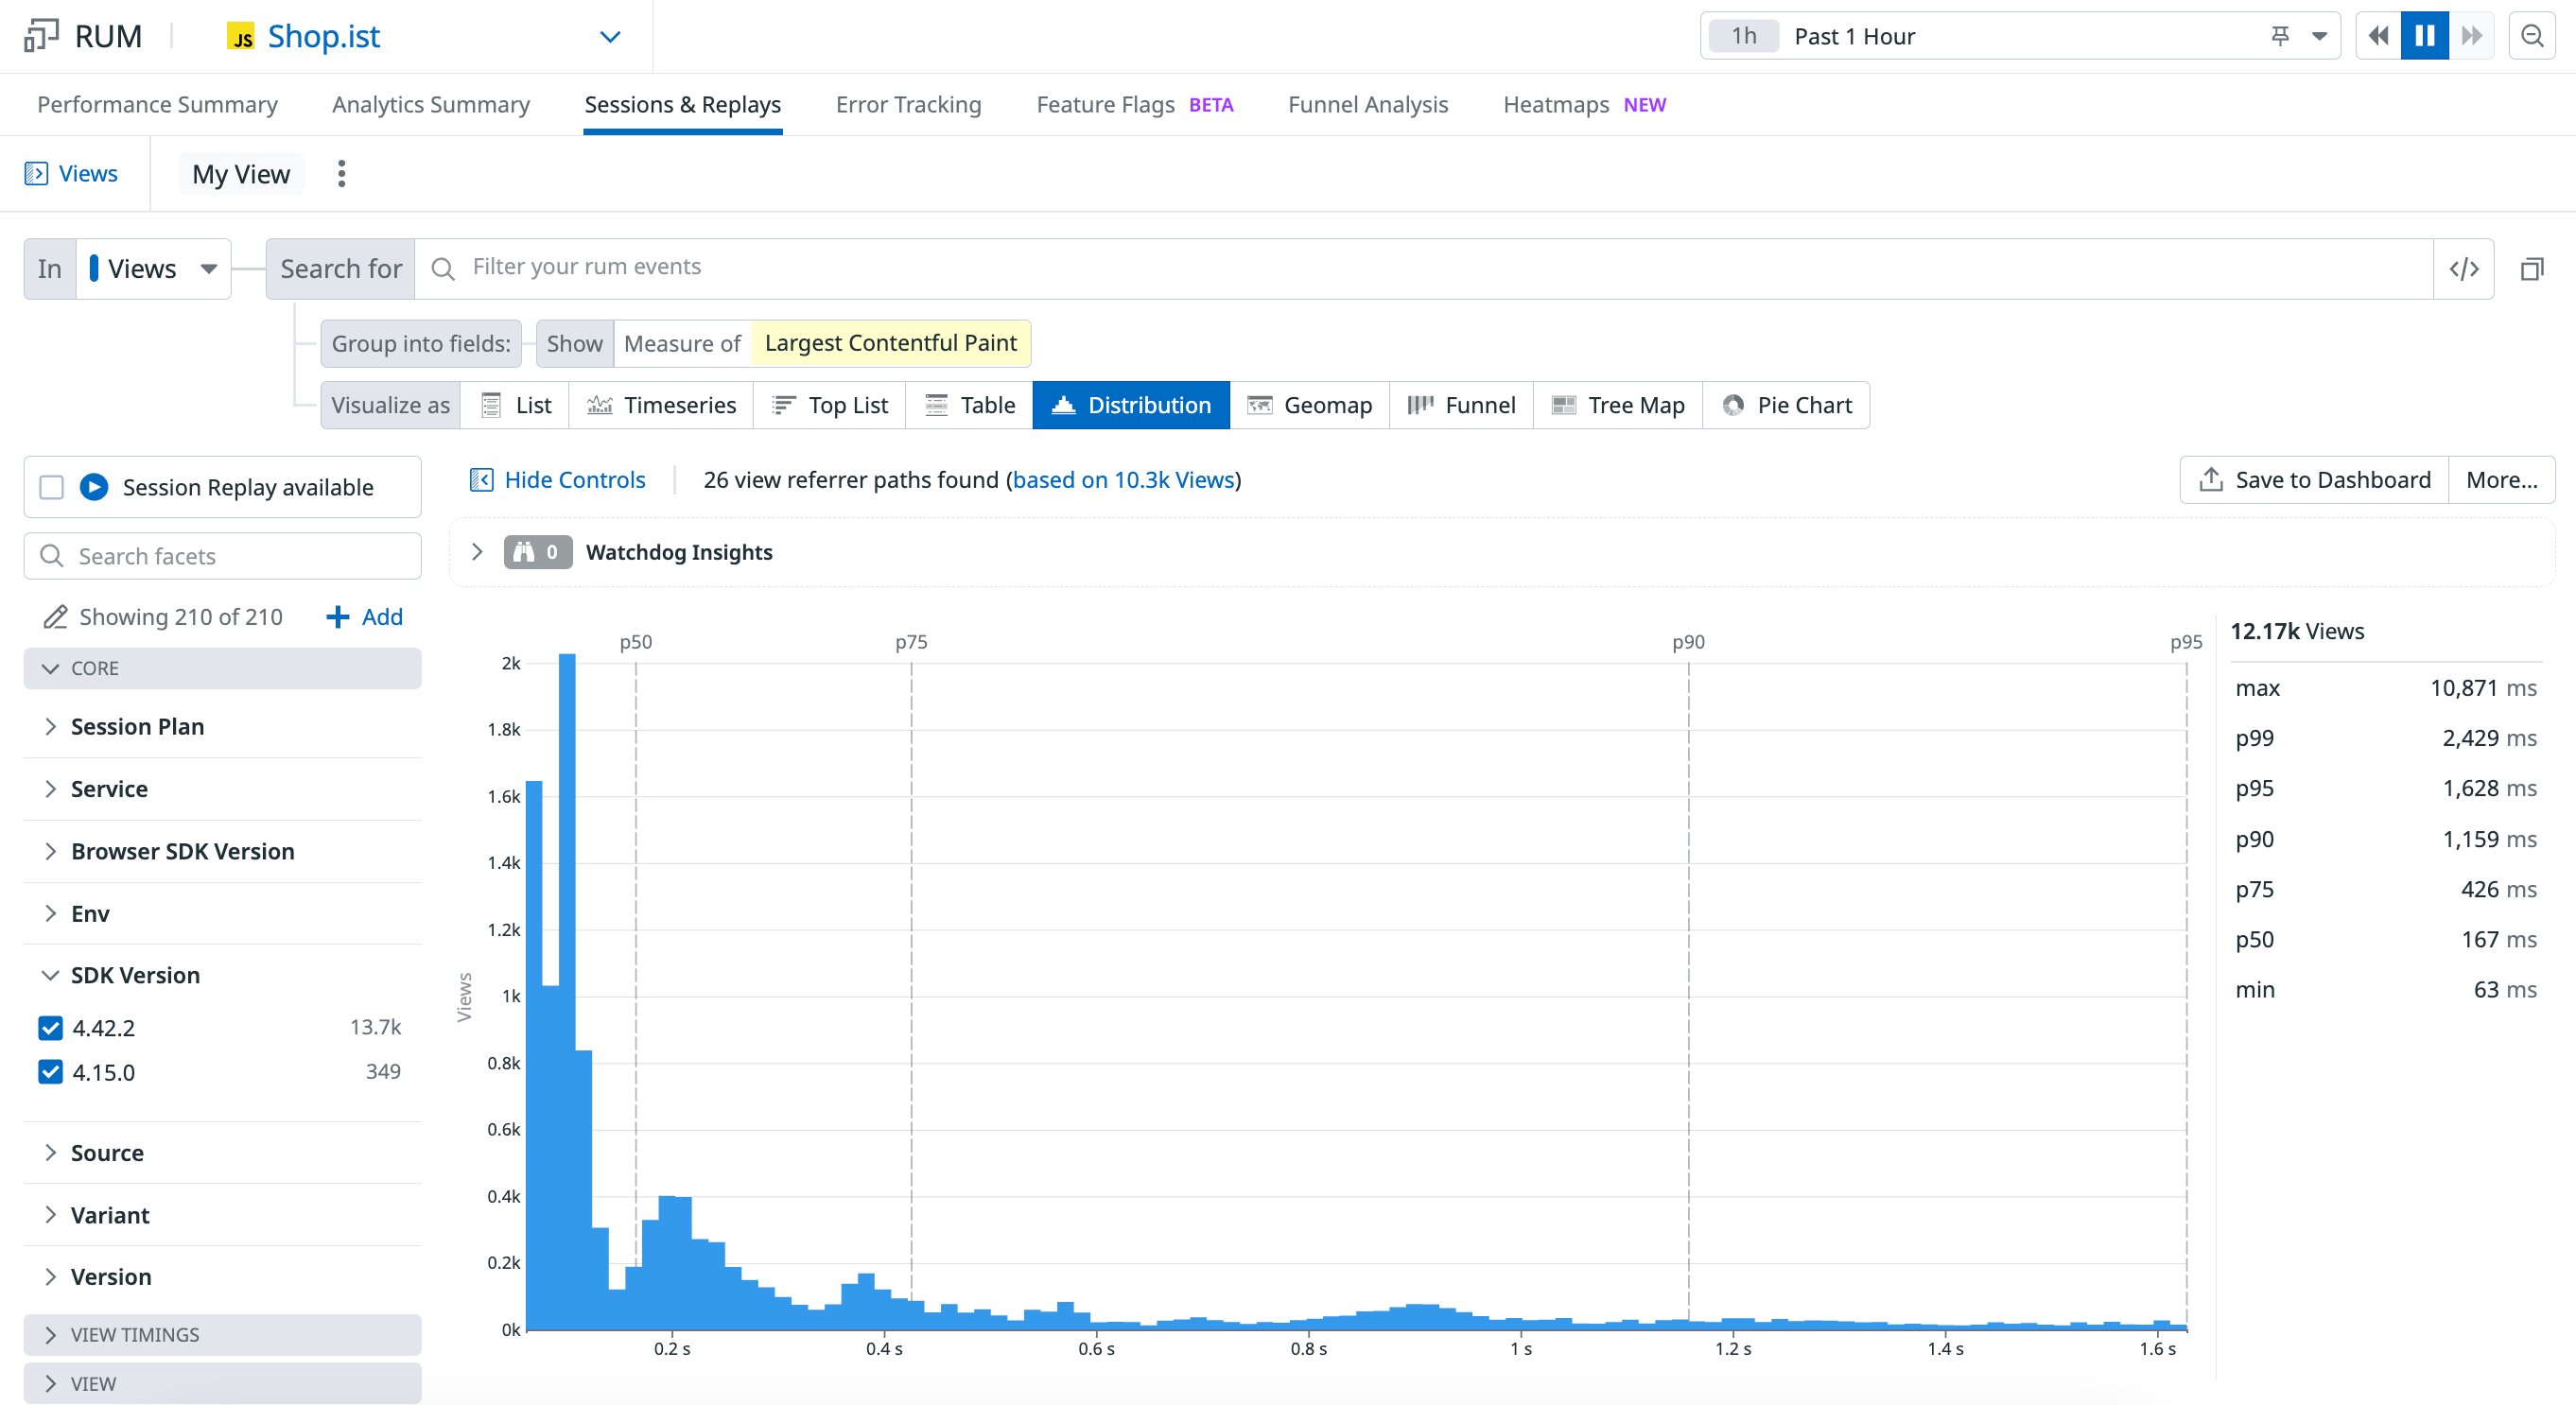 RUM
JS Shop.ist
1h Past 1 Hour
Performance Summary Analytics Summary Sessions & Replays Error Tracking Feature Flags BETA Funnel Analysis Heatmaps NEW
Views My View
In Views Search for Filter your rum events </>
Group into fields: Show Measure of Largest Contentful Paint
Visualize as List Timeseries Top List Table Distribution Geomap Funnel Tree Map Pie Chart
Session Replay available
Search facets
Showing 210 of 210 Add
CORE
Session Plan
Service
Browser SDK Version
Env
SDK Version
4.42.2 13.7k
4.15.0 349
Source
Variant
Version
VIEW TIMINGS
VIEW
Hide Controls 26 view referrer paths found (based on 10.3k Views) Save to Dashboard More...
0 Watchdog Insights
p50 p75 p90 p95
2k
1.8k
1.6k
1.4k
1.2k
1k
0.8k
0.6k
0.4k
0.2k
0k
Views
0.2 s 0.4 s 0.6 s 0.8 s 1 s 1.2 s 1.4 s 1.6 s
12.17k Views
max 10,871 ms
p99 2,429 ms
p95 1,628 ms
p90 1,159 ms
p75 426 ms
p50 167 ms
min 63 ms